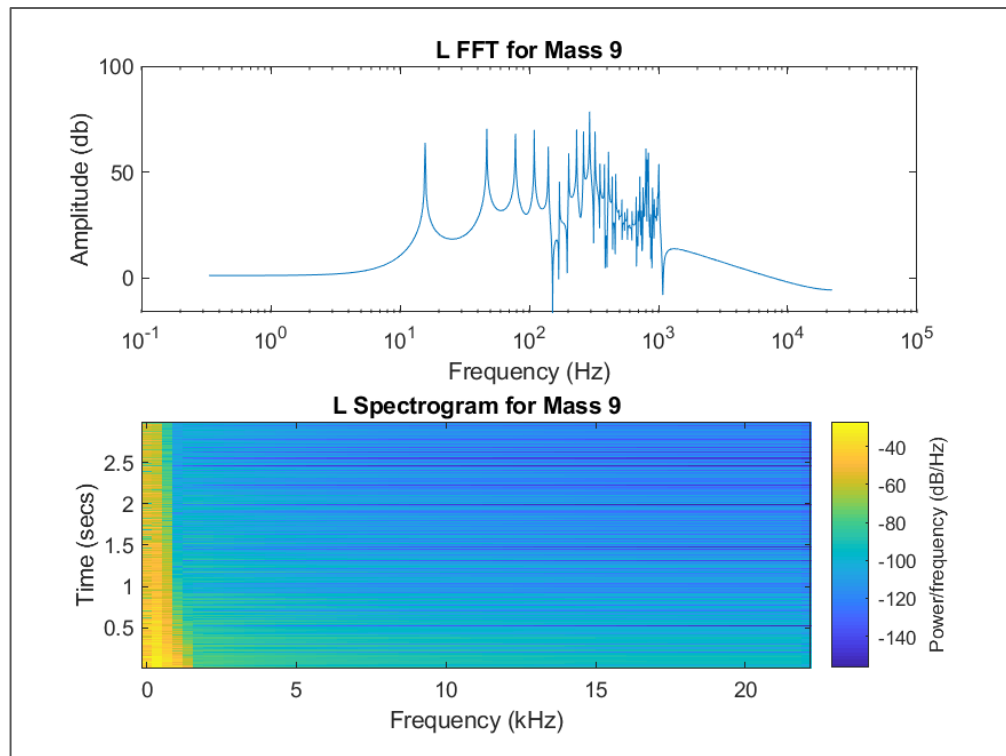 L FFT for Mass 9
100
50
0
Amplitude (db)
10^-1 10^0 10^1 10^2 10^3 10^4 10^5
Frequency (Hz)
L Spectrogram for Mass 9
2.5
2
1.5
1
0.5
Time (secs)
0 5 10 15 20
Frequency (kHz)
-40
-60
-80
-100
-120
-140
Power/frequency (dB/Hz)